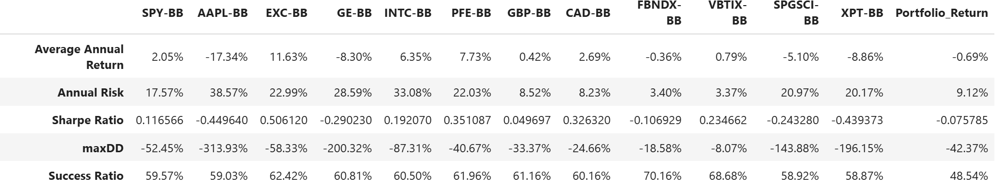 SPY-BB AAPL-BB EXC-BB GE-BB INTC-BB PFE-BB GBP-BB CAD-BB FBNDX-BB VBTIX-BB SPGSCI-BB XPT-BB Portfolio_Return
Average Annual Return 2.05% -17.34% 11.63% -8.30% 6.35% 7.73% 0.42% 2.69% -0.36% 0.79% -5.10% -8.86% -0.69%
Annual Risk 17.57% 38.57% 22.99% 28.59% 33.08% 22.03% 8.52% 8.23% 3.40% 3.37% 20.97% 20.17% 9.12%
Sharpe Ratio 0.116566 -0.449640 0.506120 -0.290230 0.192070 0.351087 0.049697 0.326320 -0.106929 0.234662 -0.243280 -0.439373 -0.075785
maxDD -52.45% -313.93% -58.33% -200.32% -87.31% -40.67% -33.37% -24.66% -18.58% -8.07% -143.88% -196.15% -42.37%
Success Ratio 59.57% 59.03% 62.42% 60.81% 60.50% 61.96% 61.16% 60.16% 70.16% 68.68% 58.92% 58.87% 48.54%